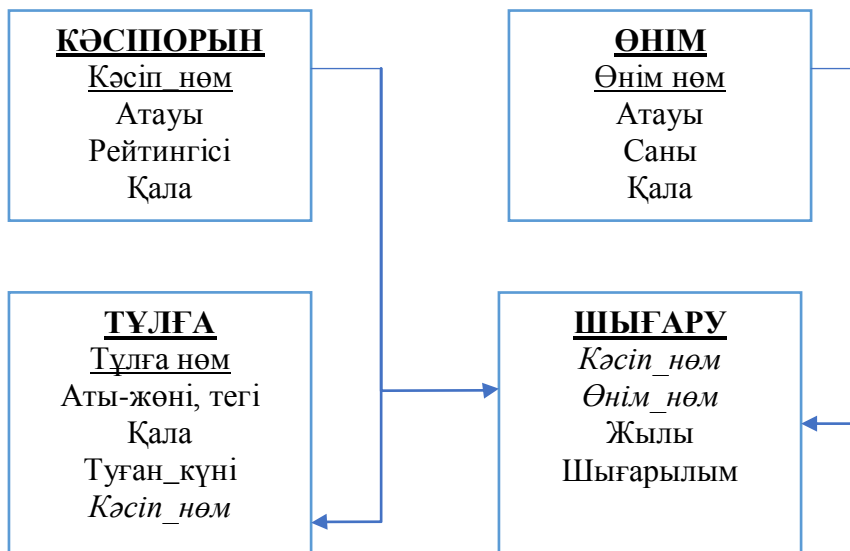 КӘСІПОРЫН
Кәсіп_нөм
Атауы
Рейтингісі
Қала
ӨНІМ
Өнім нөм
Атауы
Саны
Қала
ТҰЛҒА
Тұлға нөм
Аты-жөні, тегі
Қала
Туған_күні
Кәсіп_нөм
ШЫҒАРУ
Кәсіп_нөм
Өнім_нөм
Жылы
Шығарылым